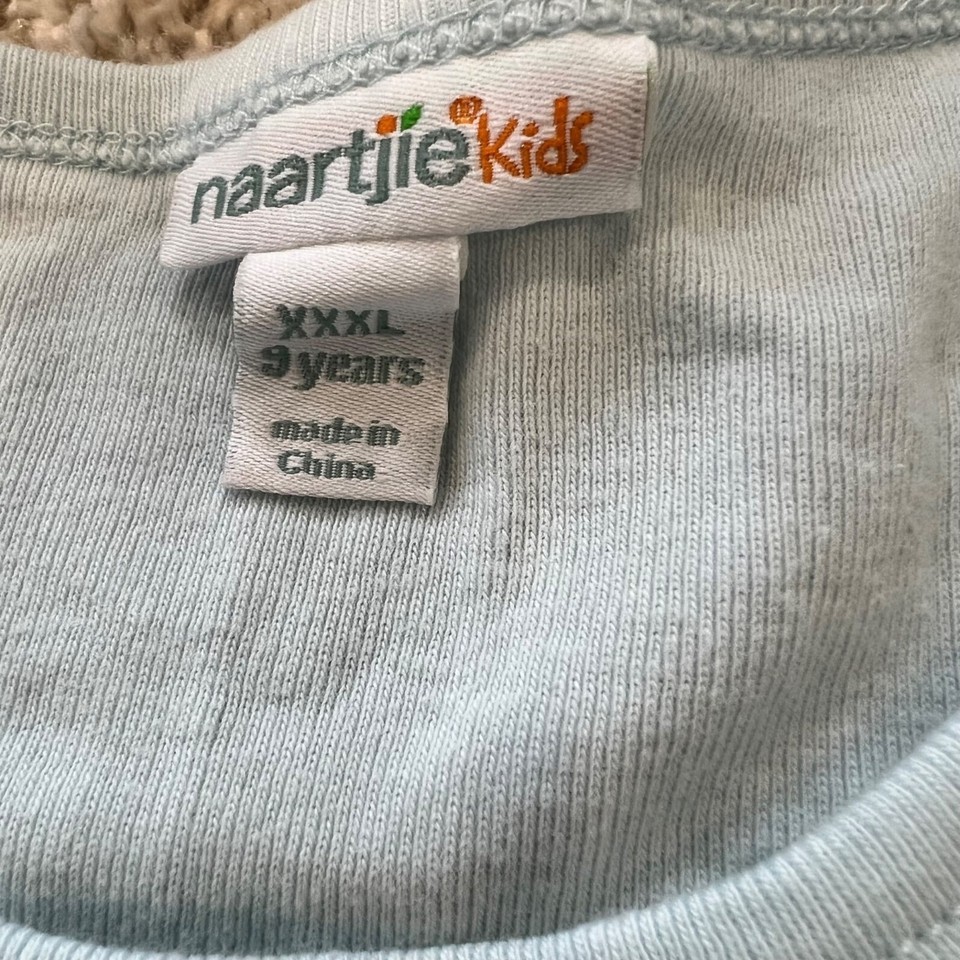 naartjie® Kids
XXXL
9 years
made in
China